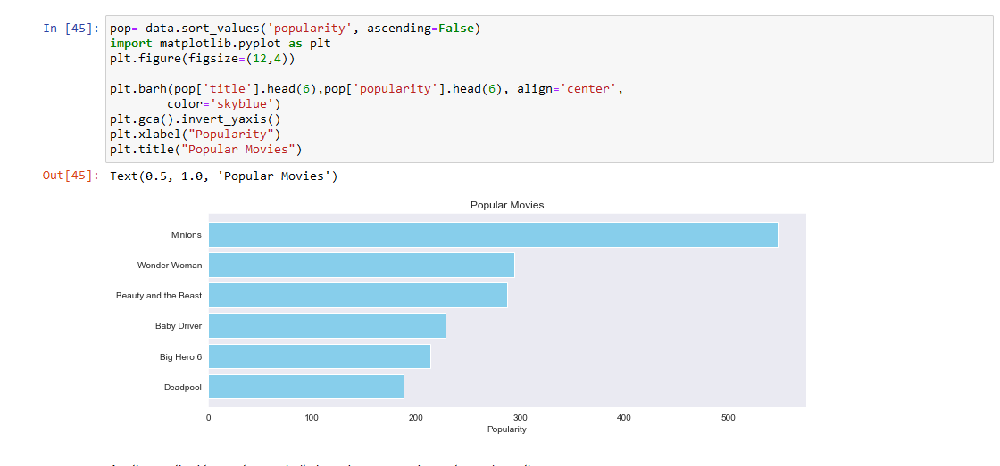 In [45]: pop= data.sort_values('popularity', ascending=False)
import matplotlib.pyplot as plt
plt.figure(figsize=(12,4))
plt.barh(pop['title'].head(6),pop['popularity'].head(6), align='center',
color='skyblue')
plt.gca().invert_yaxis()
plt.xlabel("Popularity")
plt.title("Popular Movies")
Out[45]: Text(0.5, 1.0, 'Popular Movies')
Popular Movies
Minions
Wonder Woman
Beauty and the Beast
Baby Driver
Big Hero 6
Deadpool
0 100 200 300 400 500
Popularity